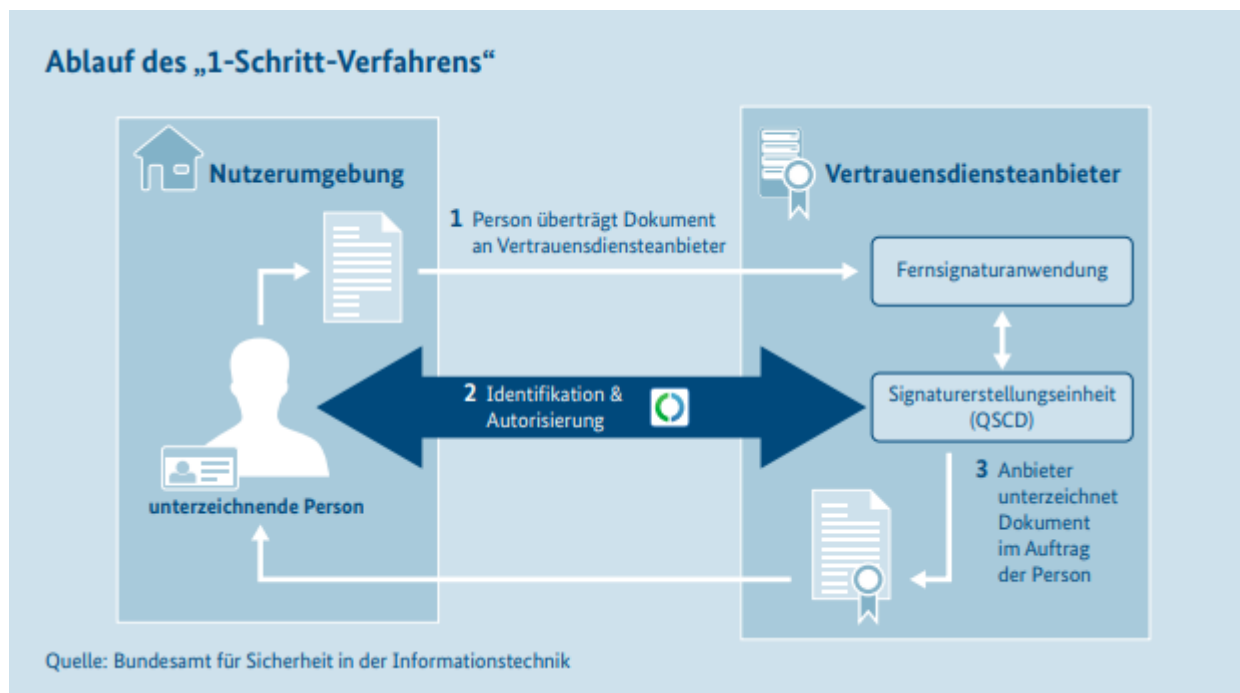 Ablauf des „1-Schritt-Verfahrens“
Nutzerumgebung
Vertrauensdiensteanbieter
1 Person überträgt Dokument
an Vertrauensdiensteanbieter
Fernsignaturanwendung
2 Identifikation &
Autorisierung
Signaturerstellungseinheit
(QSCD)
unterzeichnende Person
3 Anbieter
unterzeichnet
Dokument
im Auftrag
der Person
Quelle: Bundesamt für Sicherheit in der Informationstechnik